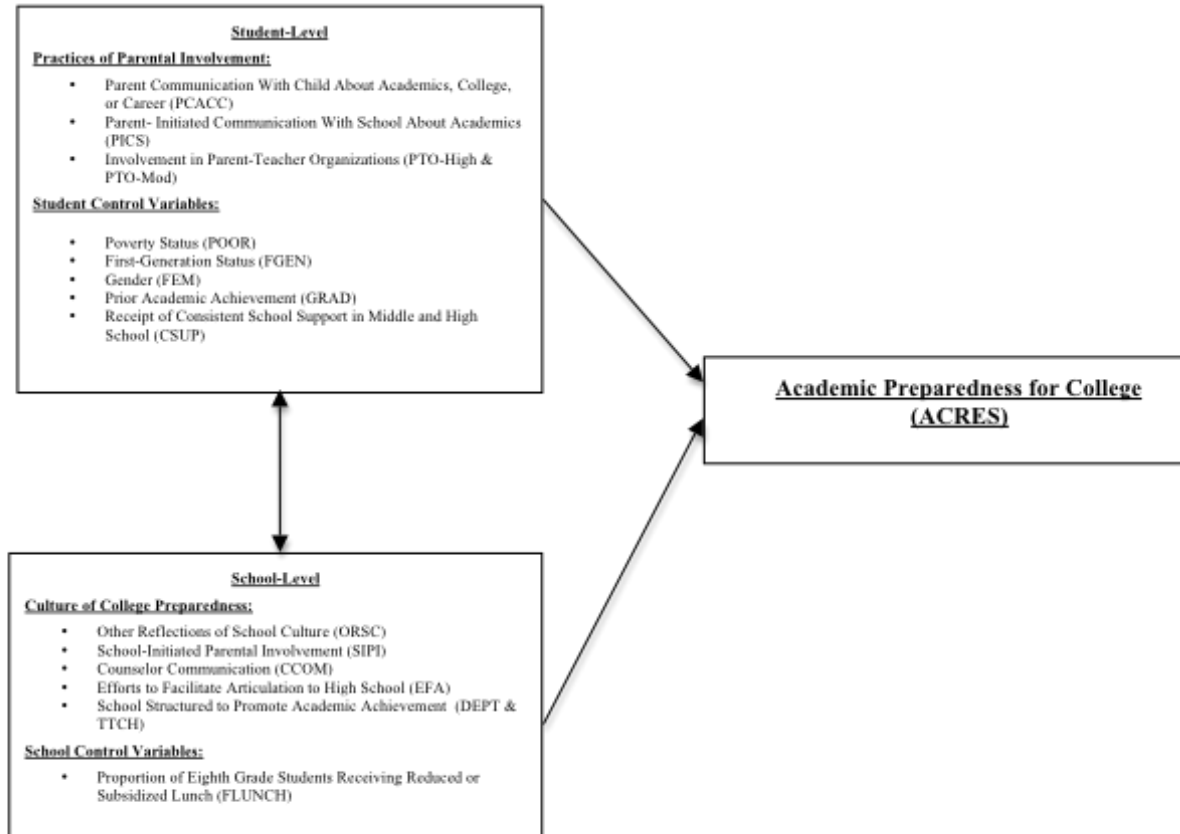 Student-Level
Practices of Parental Involvement:
• Parent Communication With Child About Academics, College,
or Career (PCACC)
• Parent- Initiated Communication With School About Academics
(PICS)
• Involvement in Parent-Teacher Organizations (PTO-High &
PTO-Mod)
Student Control Variables:
• Poverty Status (POOR)
• First-Generation Status (FGEN)
• Gender (FEM)
• Prior Academic Achievement (GRAD)
• Receipt of Consistent School Support in Middle and High
School (CSUP)
Academic Preparedness for College
(ACRES)
School-Level
Culture of College Preparedness:
• Other Reflections of School Culture (ORSC)
• School-Initiated Parental Involvement (SIPI)
• Counselor Communication (CCOM)
• Efforts to Facilitate Articulation to High School (EFA)
• School Structured to Promote Academic Achievement (DEPT &
TTCH)
School Control Variables:
• Proportion of Eighth Grade Students Receiving Reduced or
Subsidized Lunch (FLUNCH)